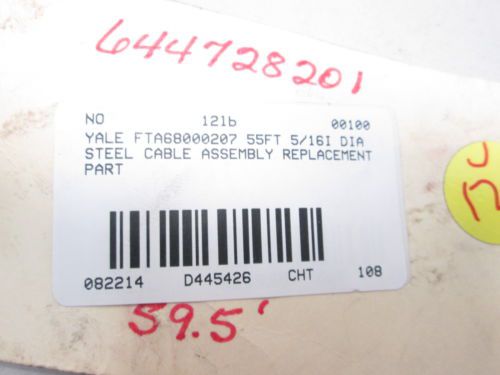 644728201
NO 121b 00100
YALE FTA68000207 55FT 5/16I DIA
STEEL CABLE ASSEMBLY REPLACEMENT
PART
082214 D445426 CHT 108
59.5'